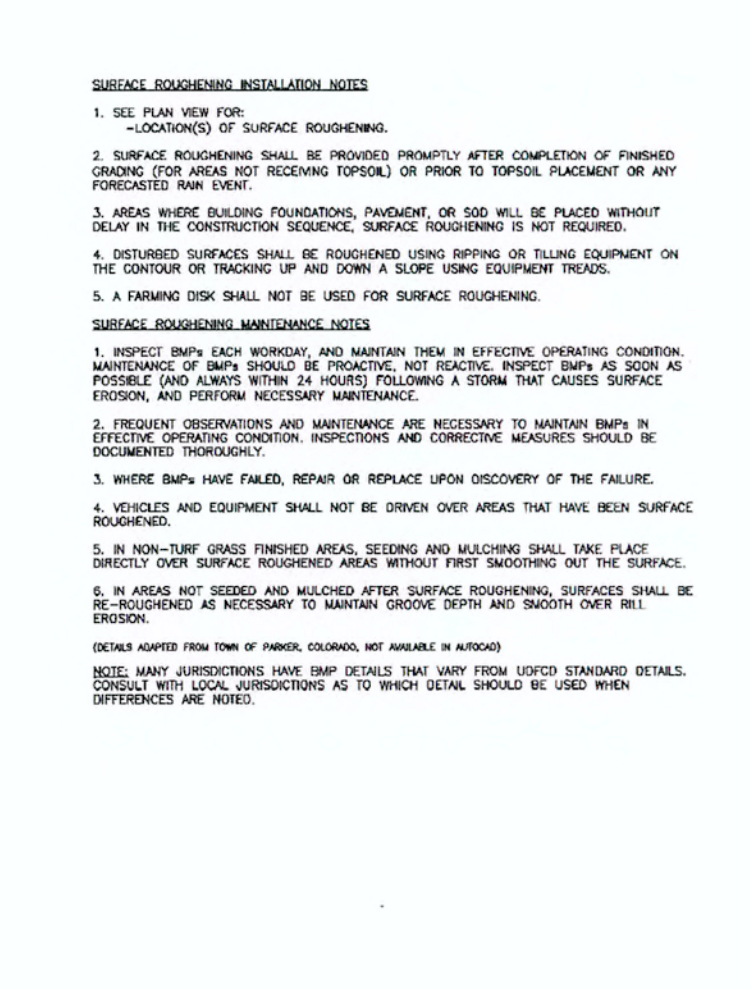 SURFACE ROUGHENING INSTALLATION NOTES
1. SEE PLAN VIEW FOR:
-LOCATION(S) OF SURFACE ROUGHENING.
2. SURFACE ROUGHENING SHALL BE PROVIDED PROMPTLY AFTER COMPLETION OF FINISHED
GRADING (FOR AREAS NOT RECEIVING TOPSOIL) OR PRIOR TO TOPSOIL PLACEMENT OR ANY
FORECASTED RAIN EVENT.
3. AREAS WHERE BUILDING FOUNDATIONS, PAVEMENT, OR SOD WILL BE PLACED WITHOUT
DELAY IN THE CONSTRUCTION SEQUENCE, SURFACE ROUGHENING IS NOT REQUIRED.
4. DISTURBED SURFACES SHALL BE ROUGHENED USING RIPPING OR TILLING EQUIPMENT ON
THE CONTOUR OR TRACKING UP AND DOWN A SLOPE USING EQUIPMENT TREADS.
5. A FARMING DISK SHALL NOT BE USED FOR SURFACE ROUGHENING.
SURFACE ROUGHENING MAINTENANCE NOTES
1. INSPECT BMPs EACH WORKDAY, AND MAINTAIN THEM IN EFFECTIVE OPERATING CONDITION.
MAINTENANCE OF BMPs SHOULD BE PROACTIVE, NOT REACTIVE. INSPECT BMPs AS SOON AS
POSSIBLE (AND ALWAYS WITHIN 24 HOURS) FOLLOWING A STORM THAT CAUSES SURFACE
EROSION, AND PERFORM NECESSARY MAINTENANCE.
2. FREQUENT OBSERVATIONS AND MAINTENANCE ARE NECESSARY TO MAINTAIN BMPs IN
EFFECTIVE OPERATING CONDITION. INSPECTIONS AND CORRECTIVE MEASURES SHOULD BE
DOCUMENTED THOROUGHLY.
3. WHERE BMPs HAVE FAILED, REPAIR OR REPLACE UPON DISCOVERY OF THE FAILURE.
4. VEHICLES AND EQUIPMENT SHALL NOT BE DRIVEN OVER AREAS THAT HAVE BEEN SURFACE
ROUGHENED.
5. IN NON-TURF GRASS FINISHED AREAS, SEEDING AND MULCHING SHALL TAKE PLACE
DIRECTLY OVER SURFACE ROUGHENED AREAS WITHOUT FIRST SMOOTHING OUT THE SURFACE.
6. IN AREAS NOT SEEDED AND MULCHED AFTER SURFACE ROUGHENING, SURFACES SHALL BE
RE-ROUGHENED AS NECESSARY TO MAINTAIN GROOVE DEPTH AND SMOOTH OVER RILL
EROSION.
(DETAILS ADAPTED FROM TOWN OF PARKER, COLORADO, NOT AVAILABLE IN AUTOCAD)
NOTE: MANY JURISDICTIONS HAVE BMP DETAILS THAT VARY FROM UDFCD STANDARD DETAILS.
CONSULT WITH LOCAL JURISDICTIONS AS TO WHICH DETAIL SHOULD BE USED WHEN
DIFFERENCES ARE NOTED.